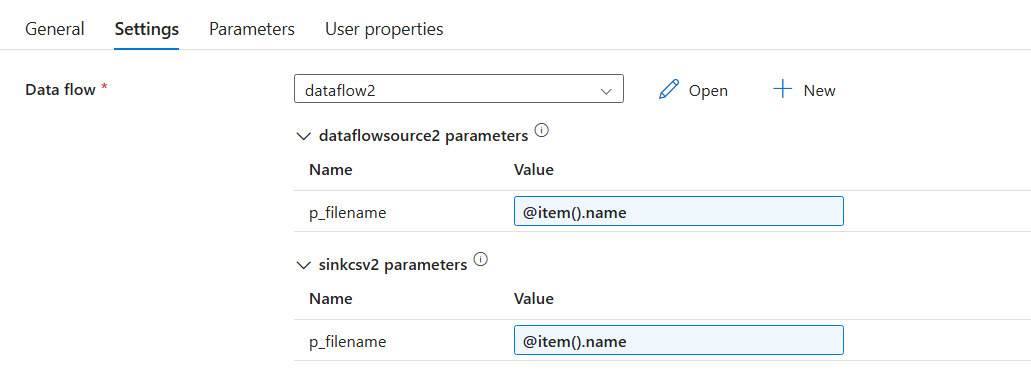 General Settings Parameters User properties
Data flow * dataflow2 Open New
dataflowsource2 parameters
Name Value
p_filename @item().name
sinkcsv2 parameters
Name Value
p_filename @item().name